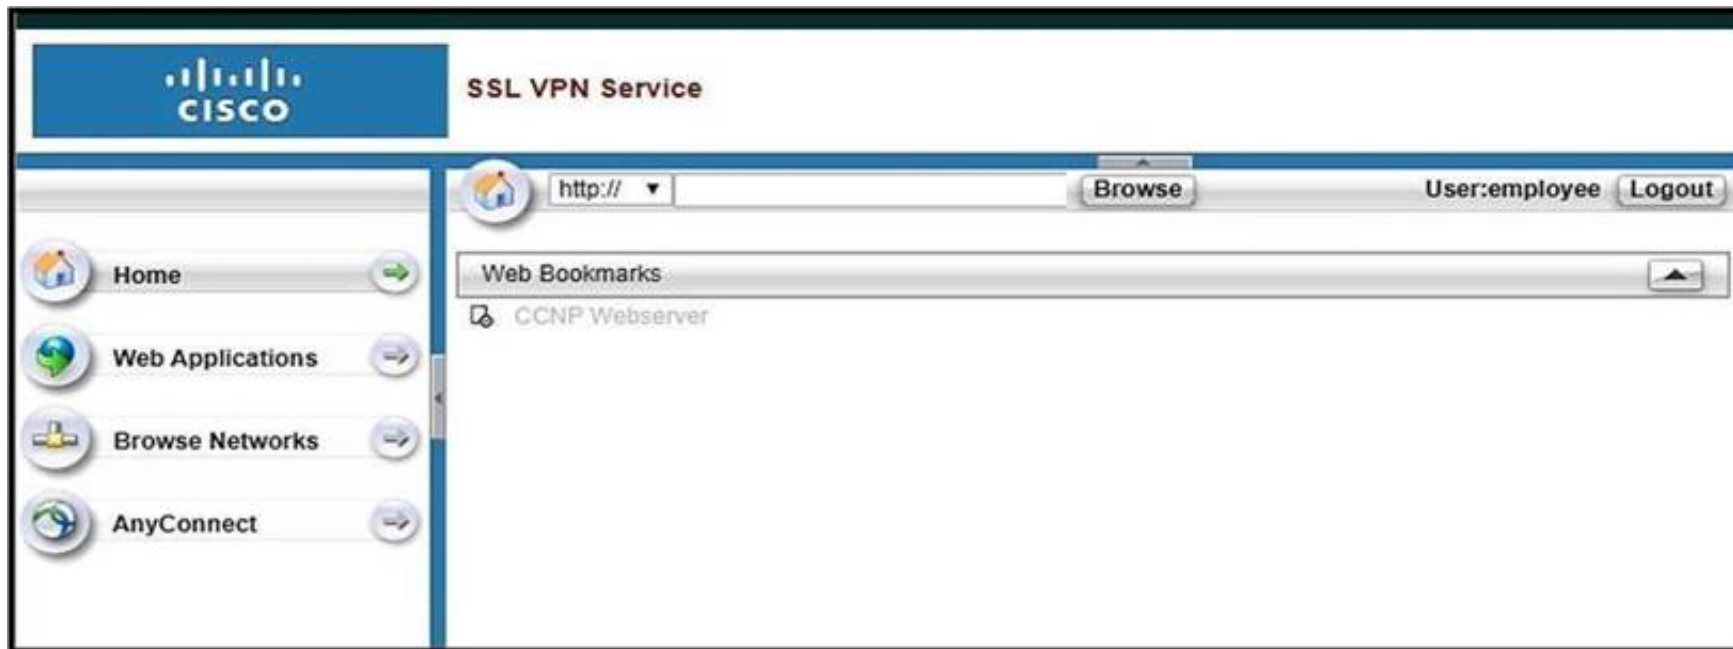 CISCO
SSL VPN Service
http://
Browse
User:employee
Logout
Home
Web Applications
Browse Networks
AnyConnect
Web Bookmarks
CCNP Webserver